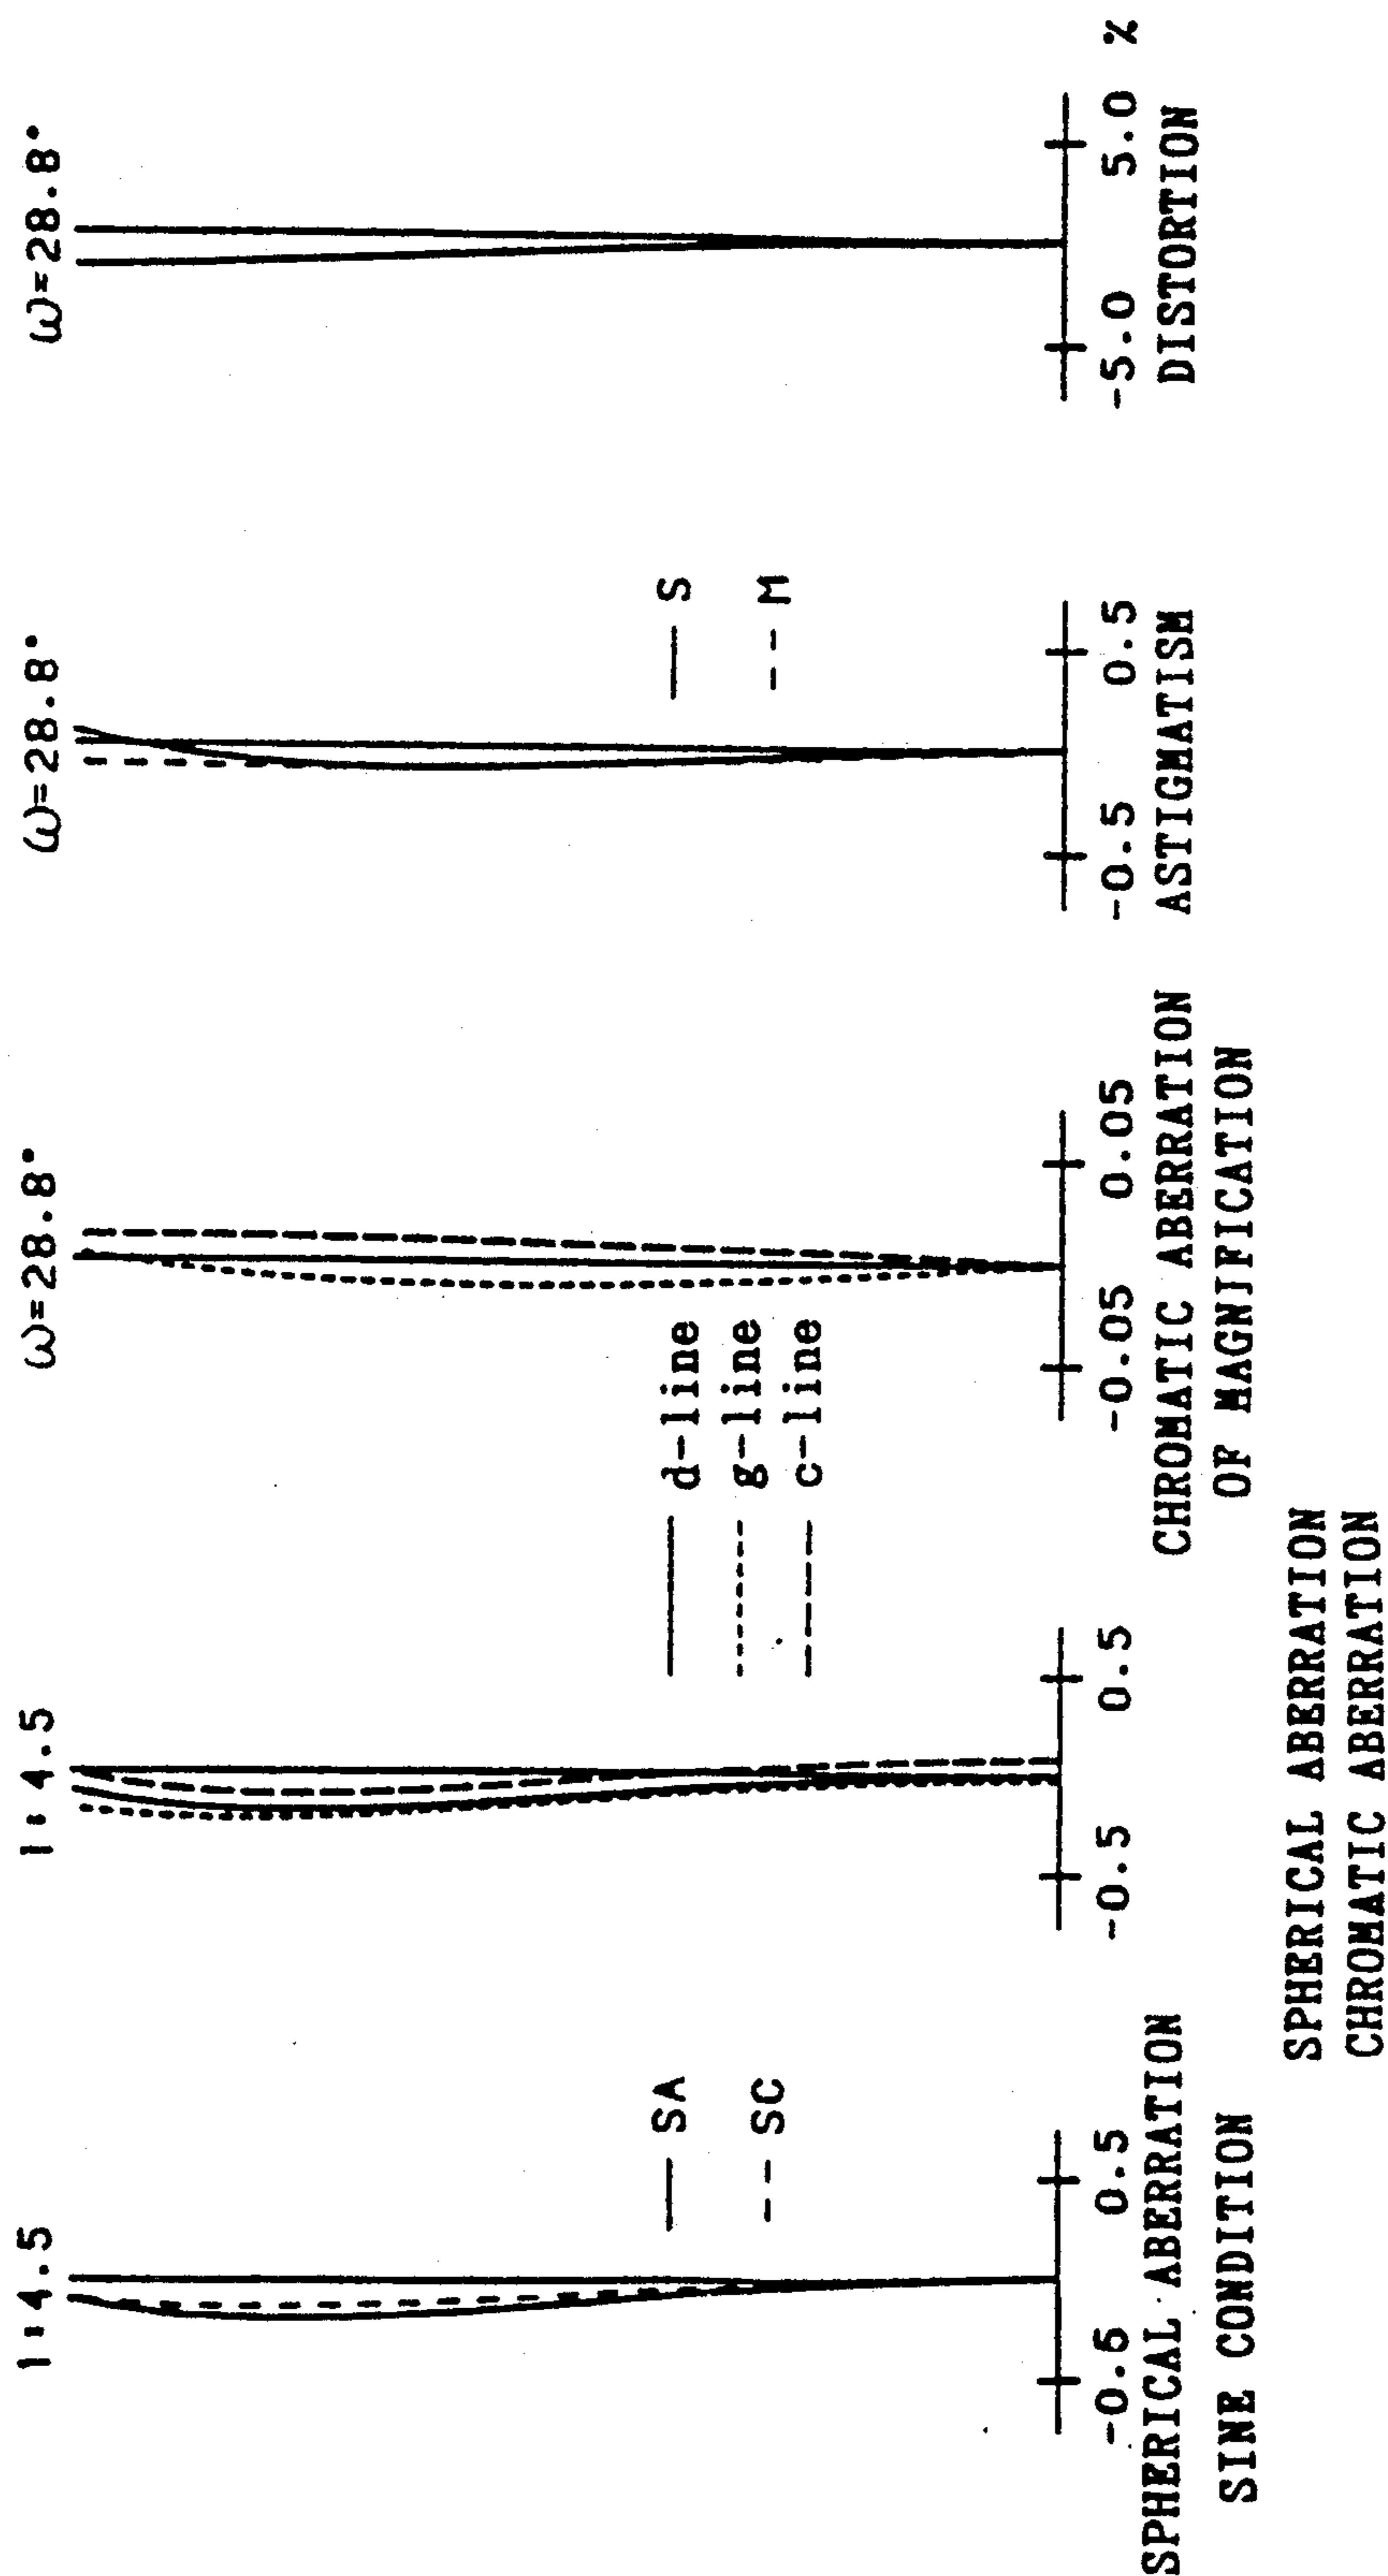 1:4.5
SA
SC
-0.5 0.5
SPHERICAL ABERRATION
SINE CONDITION
1:4.5
-0.5 0.5
SPHERICAL ABERRATION
CHROMATIC ABERRATION
d-line
g-line
c-line
ω=28.8°
-0.05 0.05
CHROMATIC ABERRATION
OF MAGNIFICATION
ω=28.8°
S
M
-0.5 0.5
ASTIGMATISM
ω=28.8°
-5.0 5.0 %
DISTORTION